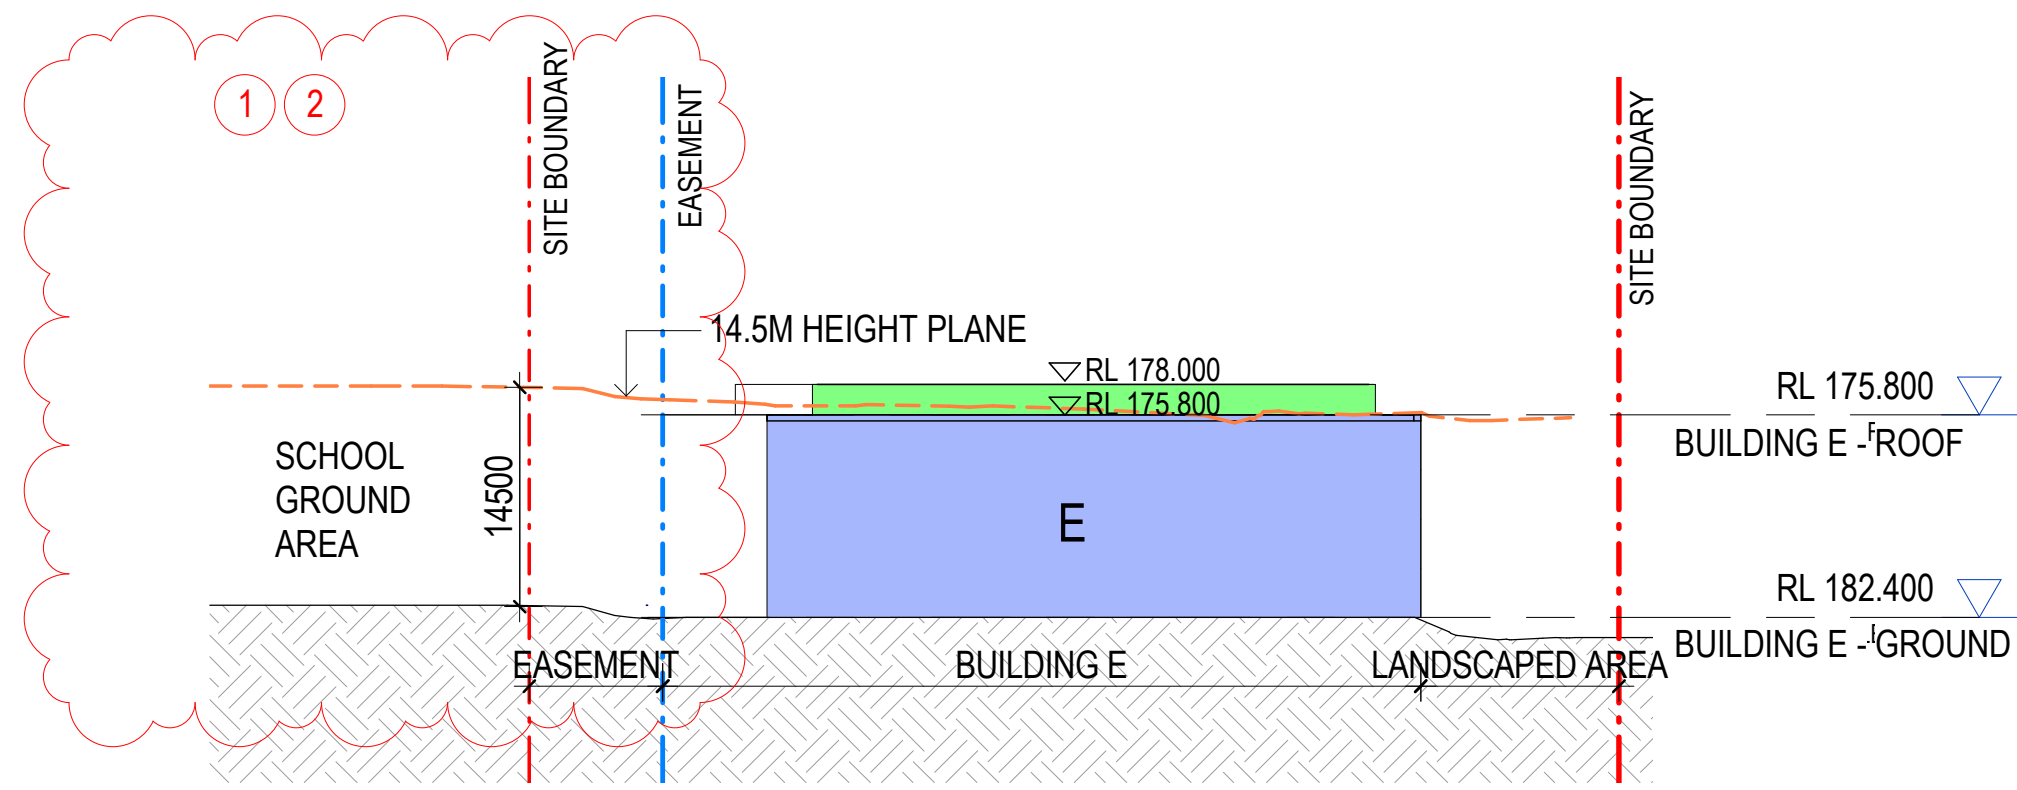 1 2
SITE BOUNDARY
EASEMENT
SITE BOUNDARY
14.5M HEIGHT PLANE
RL 178.000
RL 175.800
RL 175.800
BUILDING E - ROOF
SCHOOL
GROUND
AREA
14500
E
RL 182.400
BUILDING E - GROUND
EASEMENT
BUILDING E
LANDSCAPED AREA